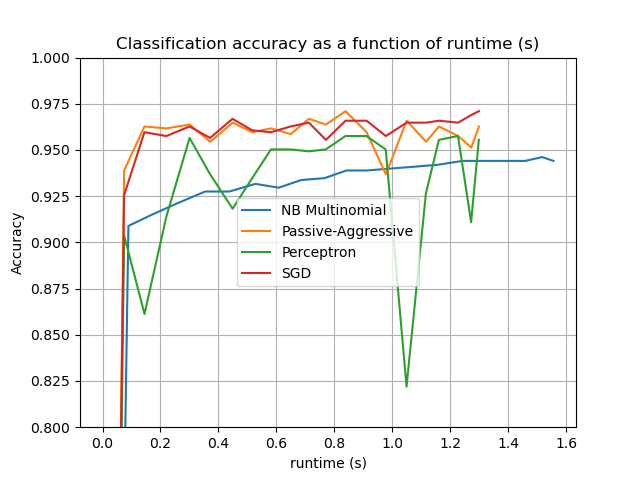 Classification accuracy as a function of runtime (s)
1.000
0.975
0.950
0.925
0.900
0.875
0.850
0.825
0.800
Accuracy
NB Multinomial
Passive-Aggressive
Perceptron
SGD
0.0 0.2 0.4 0.6 0.8 1.0 1.2 1.4 1.6
runtime (s)